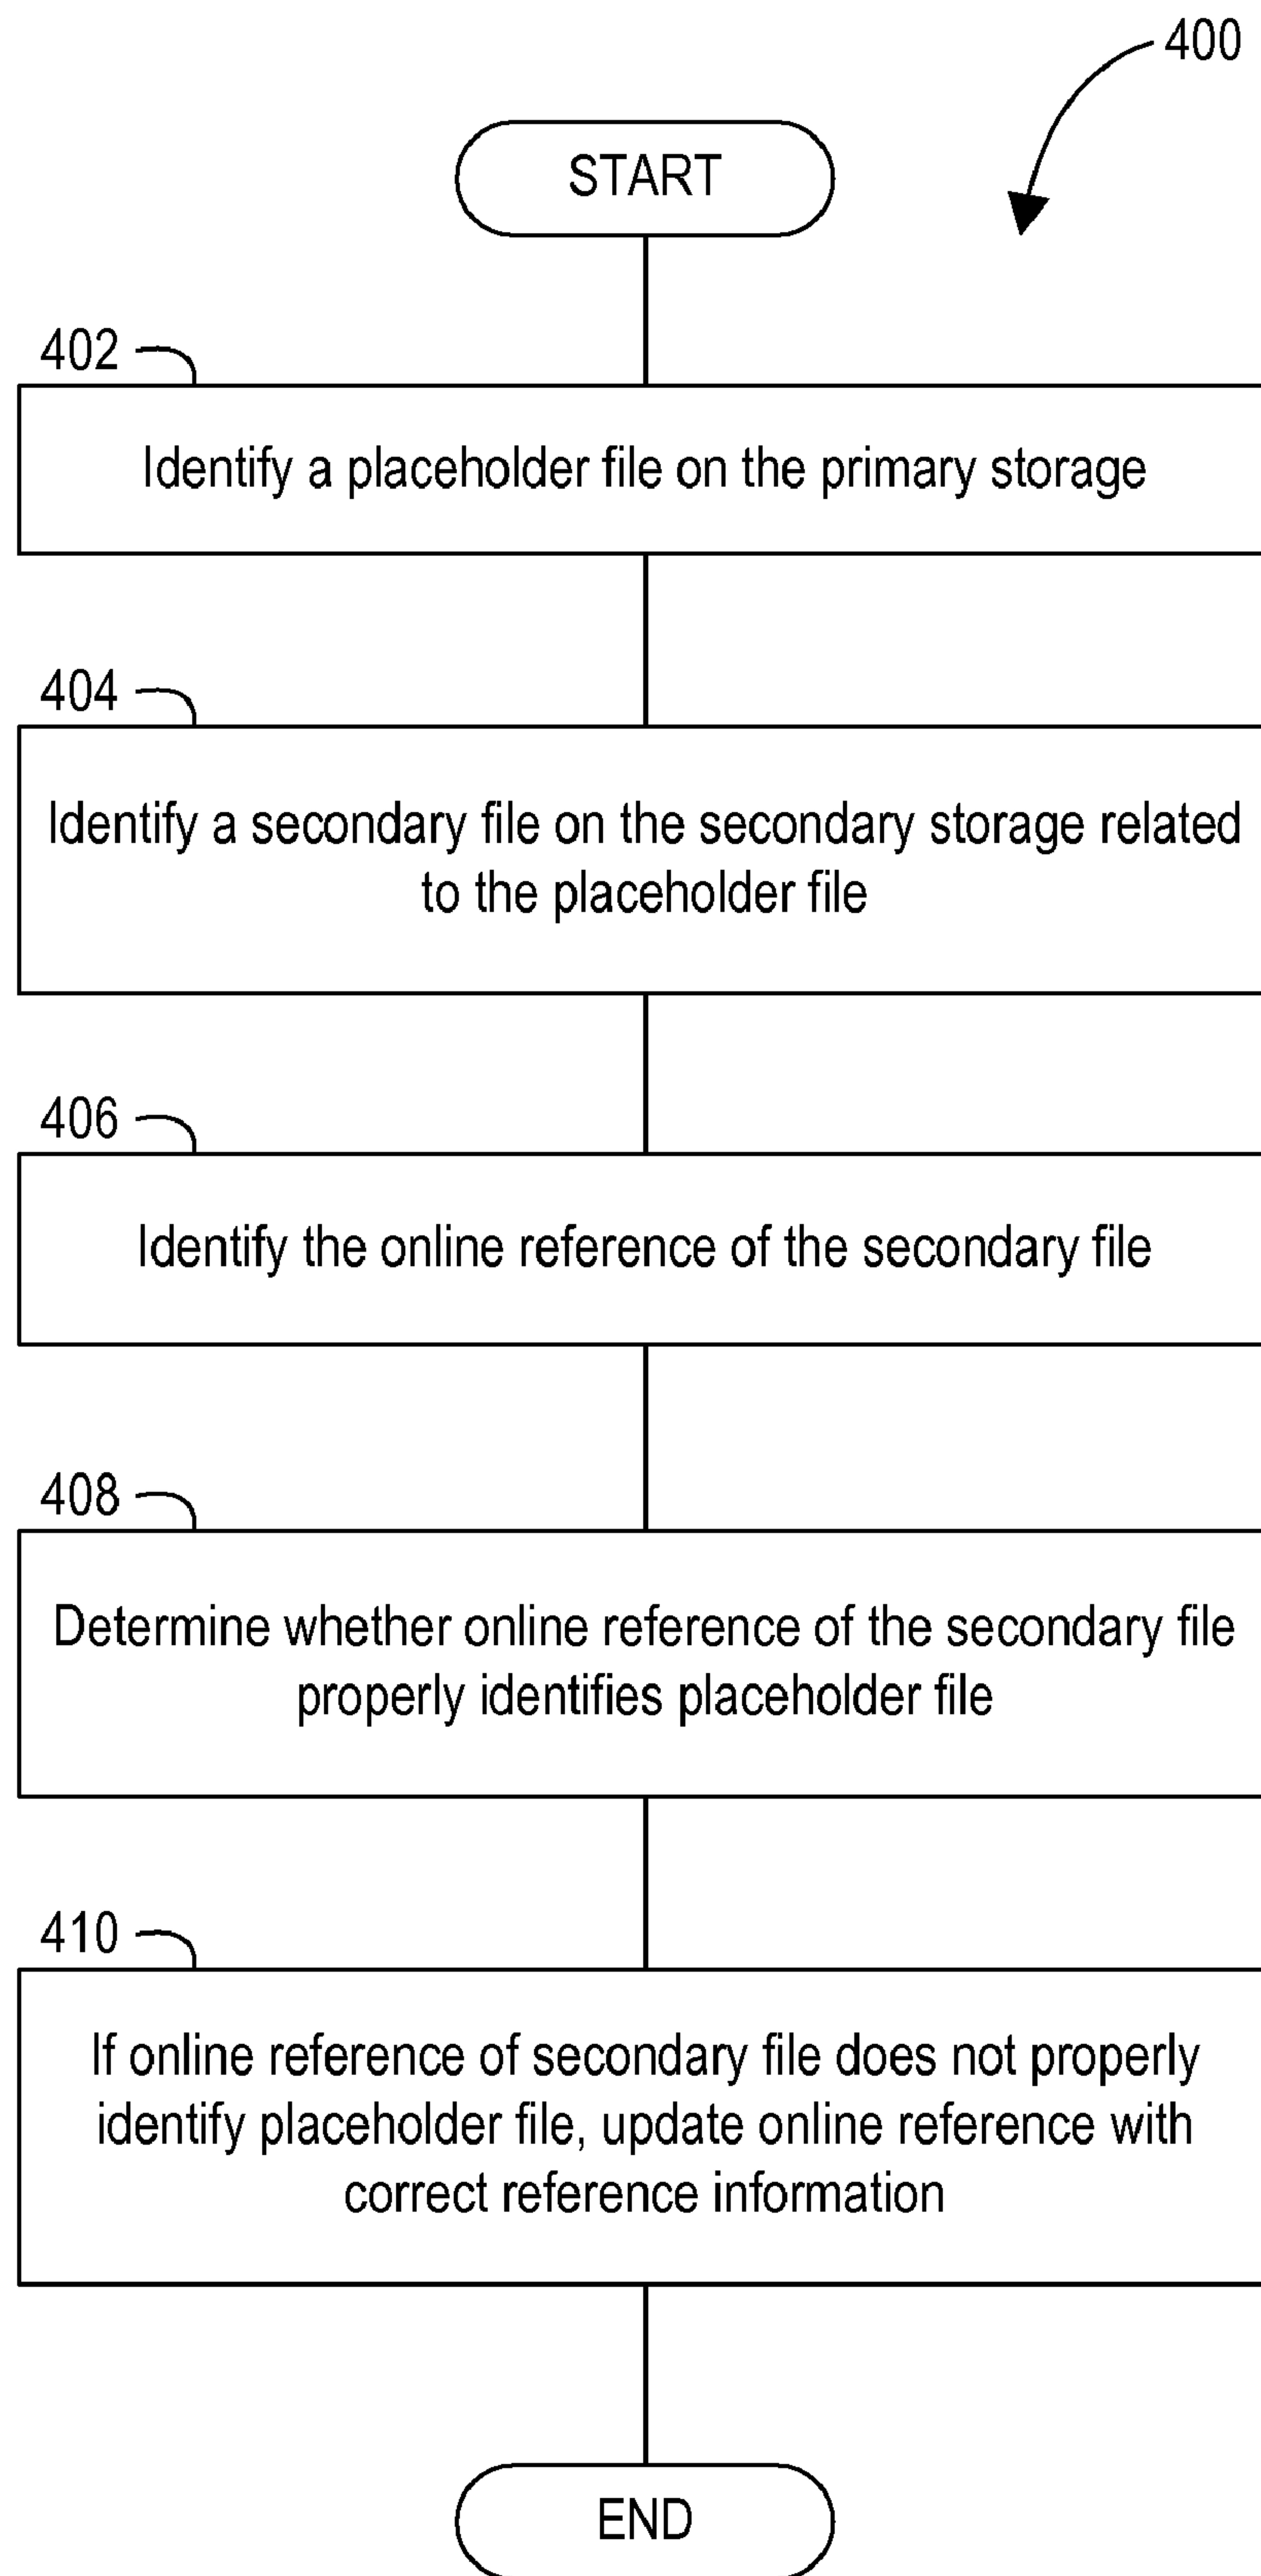 400
START
402
Identify a placeholder file on the primary storage
404
Identify a secondary file on the secondary storage related
to the placeholder file
406
Identify the online reference of the secondary file
408
Determine whether online reference of the secondary file
properly identifies placeholder file
410
If online reference of secondary file does not properly
identify placeholder file, update online reference with
correct reference information
END